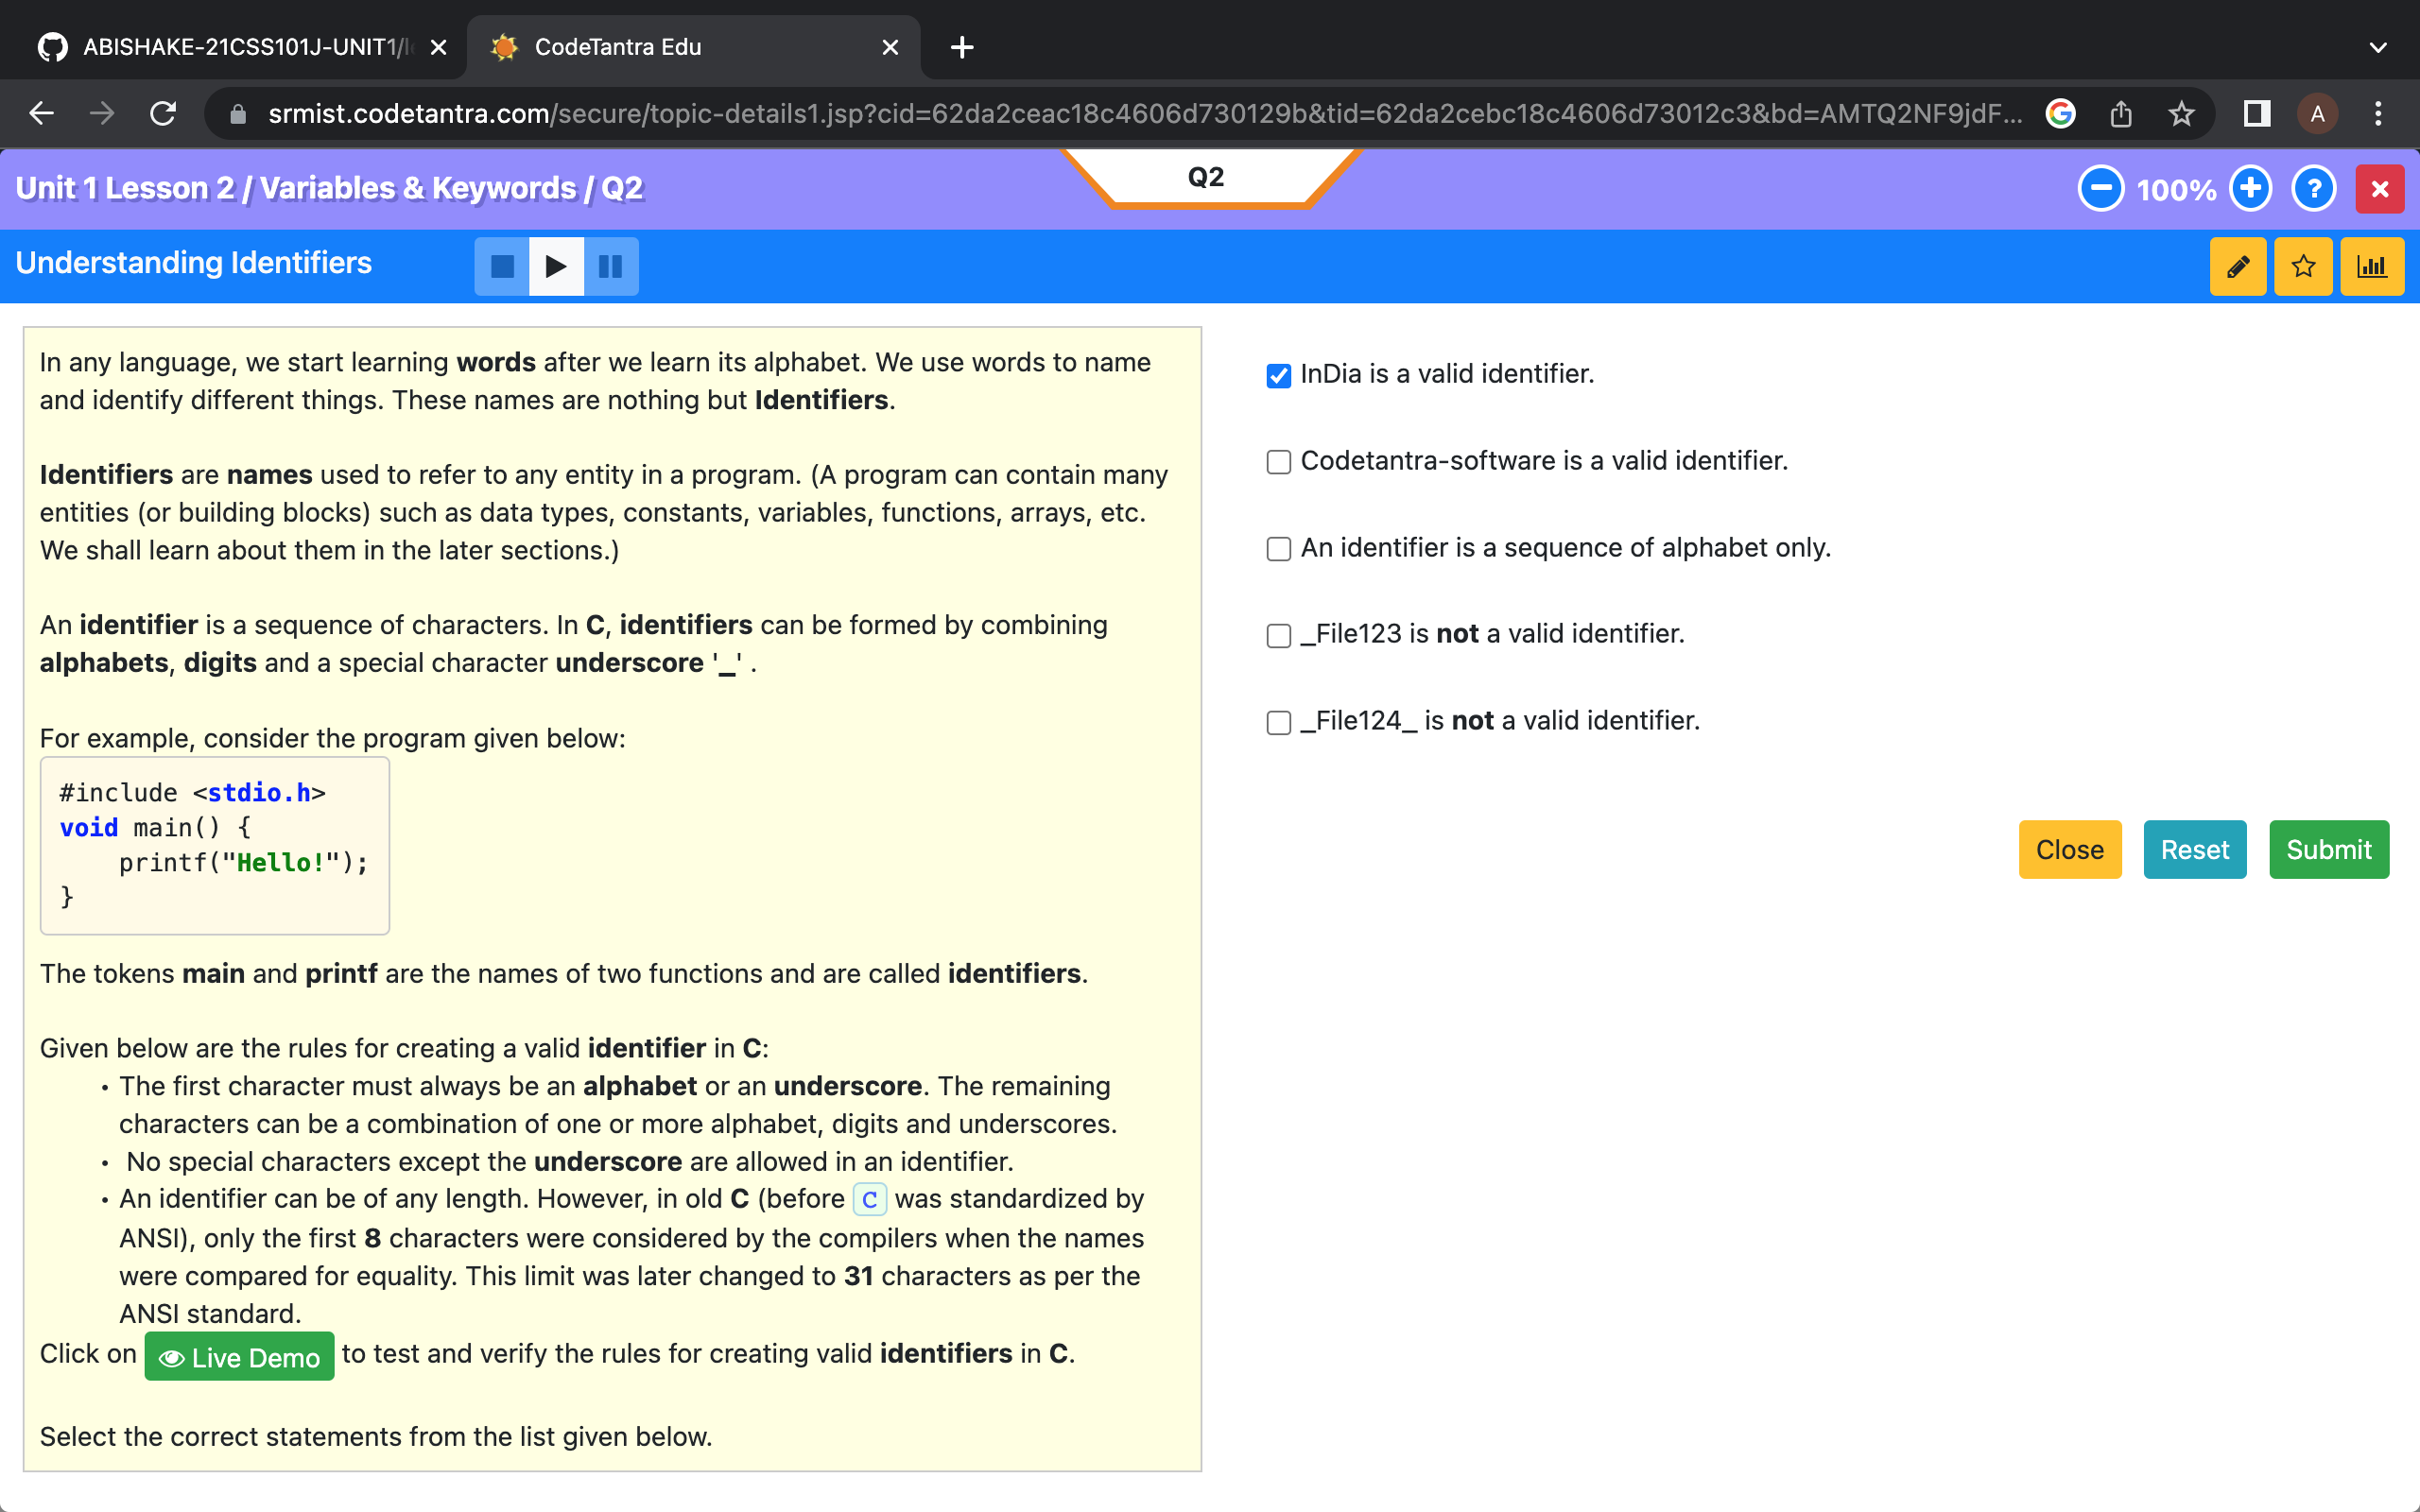 ABISHAKE-21CSS101J-UNIT1/l
CodeTantra Edu
srmist.codetantra.com/secure/topic-details1.jsp?cid=62da2ceac18c4606d730129b&tid=62da2cebc18c4606d73012c3&bd=AMTQ2NF9jdF...
A
Unit 1 Lesson 2 / Variables & Keywords / Q2
Q2
100%
Understanding Identifiers
In any language, we start learning words after we learn its alphabet. We use words to name
and identify different things. These names are nothing but Identifiers.
Identifiers are names used to refer to any entity in a program. (A program can contain many
entities (or building blocks) such as data types, constants, variables, functions, arrays, etc.
We shall learn about them in the later sections.)
An identifier is a sequence of characters. In C, identifiers can be formed by combining
alphabets, digits and a special character underscore '_' .
For example, consider the program given below:
#include <stdio.h>
void main() {
    printf("Hello!");
}
The tokens main and printf are the names of two functions and are called identifiers.
Given below are the rules for creating a valid identifier in C:
• The first character must always be an alphabet or an underscore. The remaining
characters can be a combination of one or more alphabet, digits and underscores.
• No special characters except the underscore are allowed in an identifier.
• An identifier can be of any length. However, in old C (before C was standardized by
ANSI), only the first 8 characters were considered by the compilers when the names
were compared for equality. This limit was later changed to 31 characters as per the
ANSI standard.
Click on Live Demo to test and verify the rules for creating valid identifiers in C.
Select the correct statements from the list given below.
InDia is a valid identifier.
Codetantra-software is a valid identifier.
An identifier is a sequence of alphabet only.
_File123 is not a valid identifier.
_File124_ is not a valid identifier.
Close Reset Submit